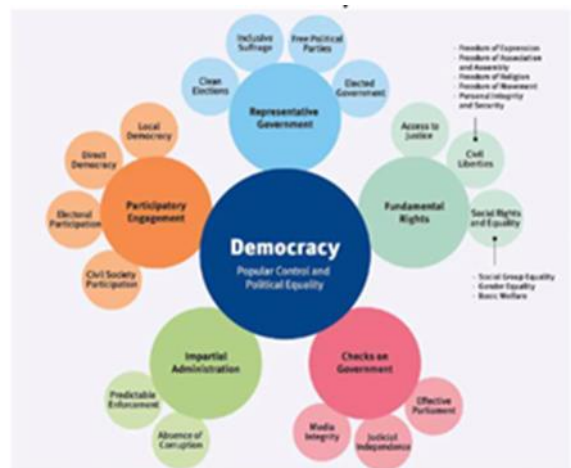 Inclusive
Suffrage
Free Political
Parties
Clean
Elections
Elected
Government
Representative
Government
- Freedom of Expression
- Freedom of Association
and Assembly
- Freedom of Religion
- Freedom of Movement
- Personal Integrity
and Security
Local
Democracy
Direct
Democracy
Electoral
Participation
Civil Society
Participation
Participatory
Engagement
Access to
Justice
Civil
Liberties
Social Rights
and Equality
Fundamental
Rights
- Social Group Equality
- Gender Equality
- Basic Welfare
Democracy
Popular Control and
Political Equality
Impartial
Administration
Predictable
Enforcement
Absence of
Corruption
Checks on
Government
Effective
Parliament
Media
Integrity
Judicial
Independence